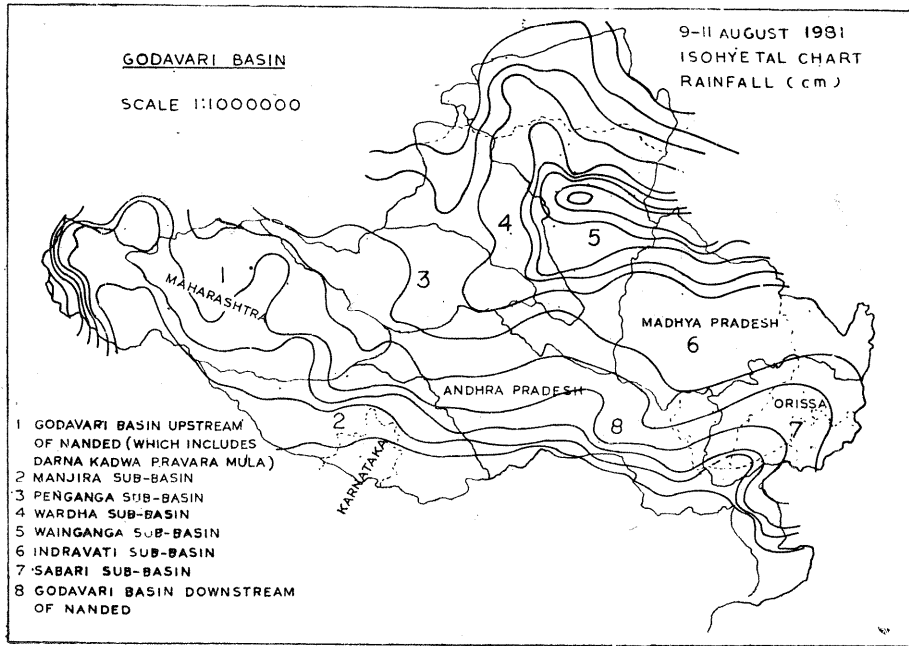 GODAVARI BASIN
SCALE 1:1000000
9-11 AUGUST 1981
ISOHYETAL CHART
RAINFALL (cm)
1
MAHARASHTRA
2
3
4
5
MADHYA PRADESH
6
ANDHRA PRADESH
8
ORISSA
7
KARNATAKA
1 GODAVARI BASIN UPSTREAM
OF NANDED (WHICH INCLUDES
DARNA KADWA PRAVARA MULA)
2 MANJIRA SUB-BASIN
3 PENGANGA SUB-BASIN
4 WARDHA SUB-BASIN
5 WAINGANGA SUB-BASIN
6 INDRAVATI SUB-BASIN
7 SABARI SUB-BASIN
8 GODAVARI BASIN DOWNSTREAM
OF NANDED